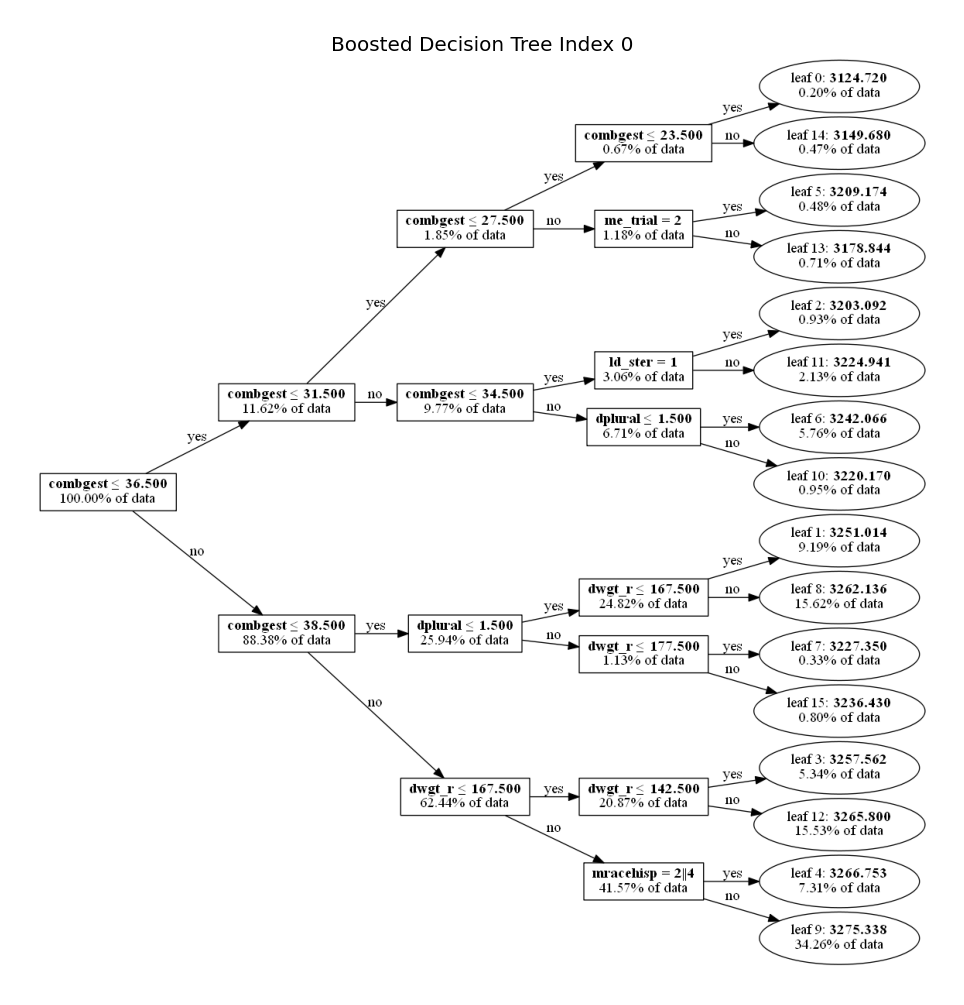 Boosted Decision Tree Index 0
leaf 0: 3124.720
0.20% of data
yes
combgest ≤ 23.500
0.67% of data
no
leaf 14: 3149.680
0.47% of data
yes
leaf 5: 3209.174
0.48% of data
yes
combgest ≤ 27.500
1.85% of data
no
me_trial = 2
1.18% of data
no
leaf 13: 3178.844
0.71% of data
yes
leaf 2: 3203.092
0.93% of data
yes
ld_ster = 1
3.06% of data
no
leaf 11: 3224.941
2.13% of data
yes
combgest ≤ 31.500
11.62% of data
no
combgest ≤ 34.500
9.77% of data
no
dplural ≤ 1.500
6.71% of data
yes
leaf 6: 3242.066
5.76% of data
yes
no
leaf 10: 3220.170
0.95% of data
combgest ≤ 36.500
100.00% of data
no
leaf 1: 3251.014
9.19% of data
yes
dwgt_r ≤ 167.500
24.82% of data
no
leaf 8: 3262.136
15.62% of data
yes
combgest ≤ 38.500
88.38% of data
yes
dplural ≤ 1.500
25.94% of data
no
dwgt_r ≤ 177.500
1.13% of data
yes
leaf 7: 3227.350
0.33% of data
no
leaf 15: 3236.430
0.80% of data
no
leaf 3: 3257.562
5.34% of data
yes
dwgt_r ≤ 167.500
62.44% of data
yes
dwgt_r ≤ 142.500
20.87% of data
no
leaf 12: 3265.800
15.53% of data
no
mracehisp = 2||4
41.57% of data
yes
leaf 4: 3266.753
7.31% of data
no
leaf 9: 3275.338
34.26% of data